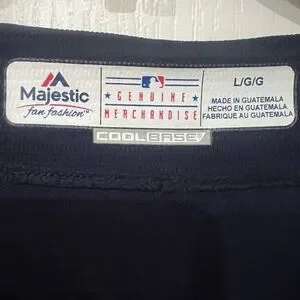 Majestic
fan fashion™
GENUINE
MERCHANDISE
L/G/G
MADE IN GUATEMALA
HECHO EN GUATEMALA
FABRIQUE AU GUATEMALA
COOLBASE